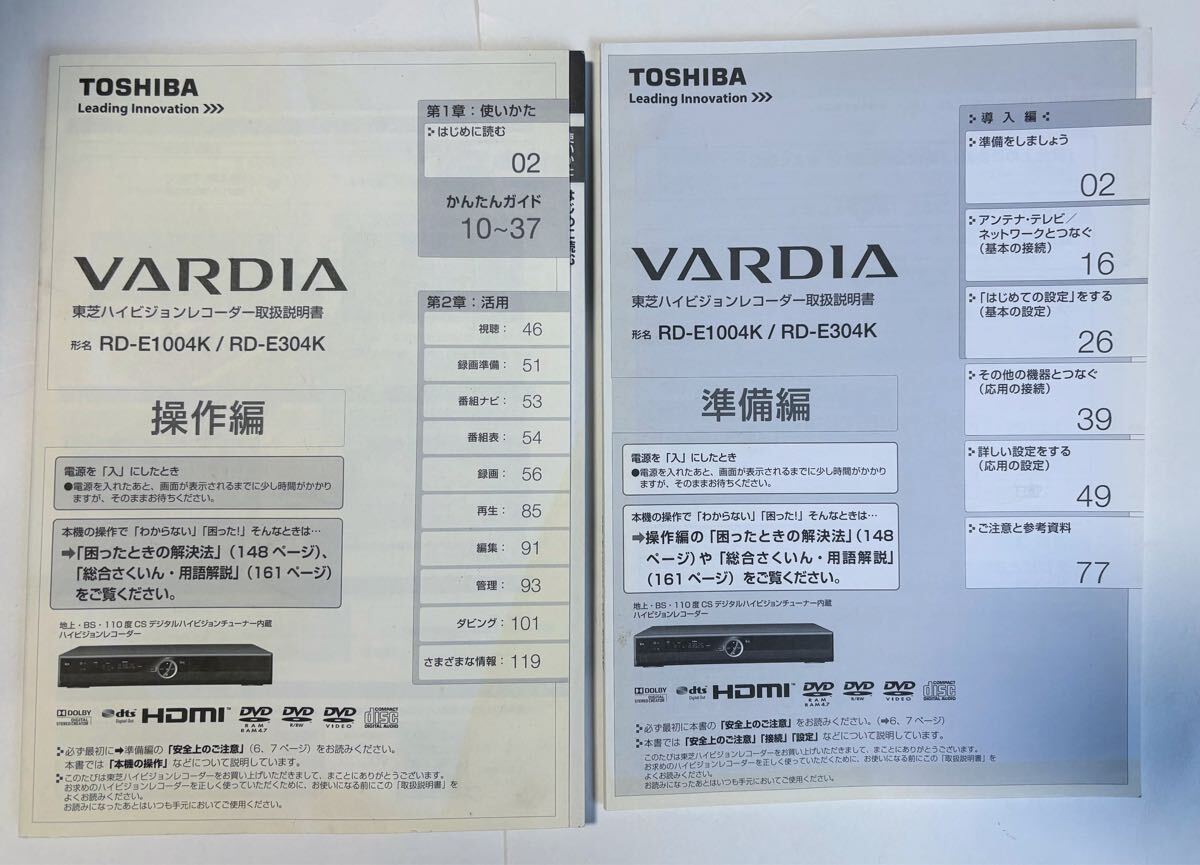 TOSHIBA
Leading Innovation >>>
第1章：使いかた
はじめに読む
02
かんたんガイド
10~37
VARDIA
東芝ハイビジョンレコーダー取扱説明書
形名 RD-E1004K / RD-E304K
第2章：活用
視聴： 46
録画準備： 51
番組ナビ： 53
番組表： 54
録画： 56
再生： 85
編集： 91
管理： 93
ダビング： 101
さまざまな情報： 119
操作編
電源を「入」にしたとき
●電源を入れたあと、画面が表示されるまでに少し時間がかかり
ますが、そのままお待ちください。
本機の操作で「わからない」「困った!」そんなときは…
➡「困ったときの解決法」（148 ページ）、
「総合さくいん・用語解説」（161 ページ）
をご覧ください。
地上・BS・110度CSデジタルハイビジョンチューナー内蔵
ハイビジョンレコーダー
DOLBY
DIGITAL
STEREO CREATOR
dts
Digital Out
HDMI™
DVD
RAM
RAM4.7
DVD
R/RW
DVD
VIDEO
COMPACT
disc
DIGITAL AUDIO
必ず最初に➡準備編の「安全上のご注意」（6、7ページ）をお読みください。
本書では「本機の操作」などについて説明しています。
このたびは東芝ハイビジョンレコーダーをお買い上げいただきまして、まことにありがとうございます。
お求めのハイビジョンレコーダーを正しく使っていただくために、お使いになる前にこの「取扱説明書」を
よくお読みください。
お読みになったあとはいつも手元においてご使用ください。
TOSHIBA
Leading Innovation >>>
導入編
準備をしましょう
02
アンテナ・テレビ／
ネットワークとつなぐ
（基本の接続）
16
「はじめての設定」をする
（基本の設定）
26
その他の機器とつなぐ
（応用の接続）
39
詳しい設定をする
（応用の設定）
49
ご注意と参考資料
77
VARDIA
東芝ハイビジョンレコーダー取扱説明書
形名 RD-E1004K / RD-E304K
準備編
電源を「入」にしたとき
●電源を入れたあと、画面が表示されるまでに少し時間がかかり
ますが、そのままお待ちください。
本機の操作で「わからない」「困った!」そんなときは…
➡操作編の「困ったときの解決法」（148
ページ）や「総合さくいん・用語解説」
（161ページ）をご覧ください。
地上・BS・110度CSデジタルハイビジョンチューナー内蔵
ハイビジョンレコーダー
DOLBY
DIGITAL
STEREO CREATOR
dts
Digital Out
HDMI™
DVD
RAM
RAM4.7
DVD
R/RW
DVD
VIDEO
COMPACT
disc
DIGITAL AUDIO
必ず最初に本書の「安全上のご注意」をお読みください。（➡6、7ページ）
本書では「安全上のご注意」「接続」「設定」などについて説明しています。
このたびは東芝ハイビジョンレコーダーをお買い上げいただきまして、まことにありがとうございます。
お求めのハイビジョンレコーダーを正しく使っていただくために、お使いになる前にこの「取扱説明書」を
よくお読みください。
お読みになったあとはいつも手元においてご使用ください。